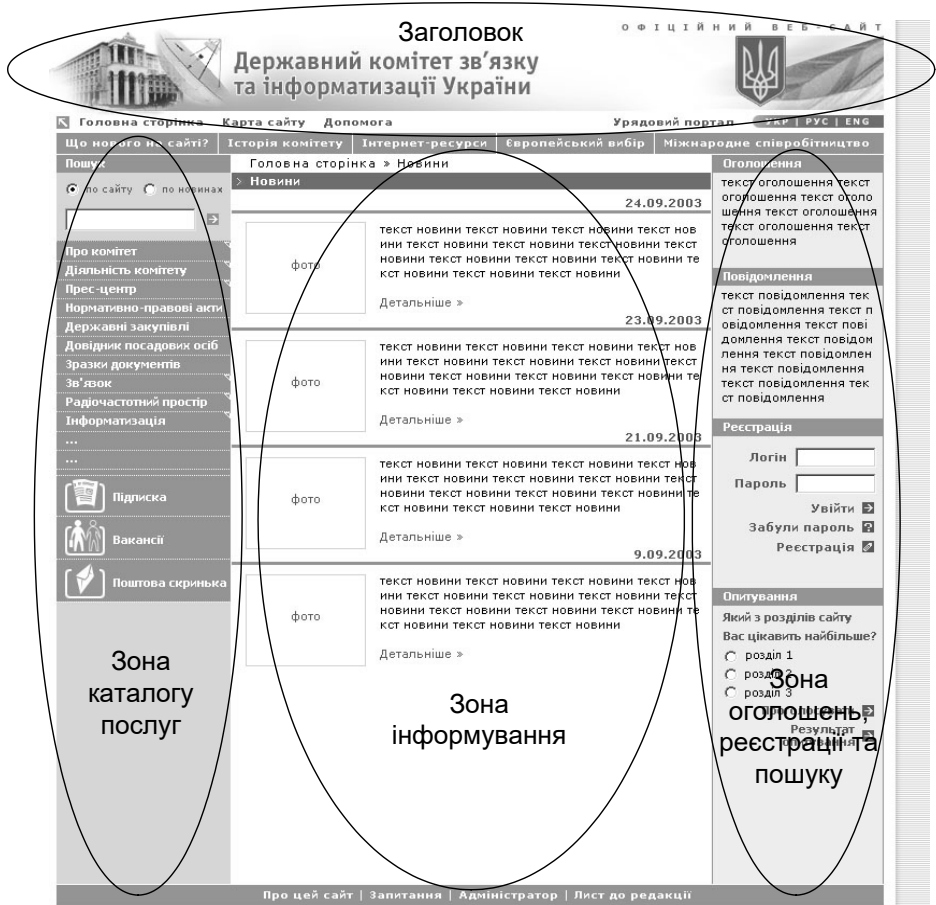 Заголовок
ОФІЦІЙНИЙ ВЕБ-САЙТ
Державний комітет зв’язку
та інформатизації України
Головна сторінка Карта сайту Допомога
Урядовий портал УКР | РУС | ENG
Що нового на сайті? Історія комітету Інтернет-ресурси Європейський вибір Міжнародне співробітництво
Пошук
по сайту по новинах
Про комітет
Діяльність комітету
Прес-центр
Нормативно-правові акти
Державні закупівлі
Довідник посадових осіб
Зразки документів
Зв'язок
Радіочастотний простір
Інформатизація
...
...
Підписка
Вакансії
Поштова скринька
Зона
каталогу
послуг
Головна сторінка » Новини
> Новини
24.09.2003
фото
текст новини текст новини текст новини текст нов
ини текст новини текст новини текст новини текст
новини текст новини текст новини текст новини те
кст новини текст новини текст новини
Детальніше »
23.09.2003
фото
текст новини текст новини текст новини текст нов
ини текст новини текст новини текст новини текст
новини текст новини текст новини текст новини те
кст новини текст новини текст новини
Детальніше »
21.09.2003
фото
текст новини текст новини текст новини текст нов
ини текст новини текст новини текст новини текст
новини текст новини текст новини текст новини те
кст новини текст новини текст новини
Детальніше »
9.09.2003
фото
текст новини текст новини текст новини текст нов
ини текст новини текст новини текст новини текст
новини текст новини текст новини текст новини те
кст новини текст новини текст новини
Детальніше »
Зона
інформування
Оголошення
текст оголошення текст
оголошення текст оголо
шення текст оголошення
текст оголошення текст
оголошення
Повідомлення
текст повідомлення тек
ст повідомлення текст п
овідомлення текст пові
домлення текст повідом
лення текст повідомлен
ня текст повідомлення
текст повідомлення тек
ст повідомлення
Реєстрація
Логін
Пароль
Увійти
Забули пароль
Реєстрація
Опитування
Який з розділів сайту
Вас цікавить найбільше?
розділ 1
розділ 2
розділ 3
Результат
опитування
Зона
оголошень,
реєстрації та
пошуку
Про цей сайт | Запитання | Адміністратор | Лист до редакції